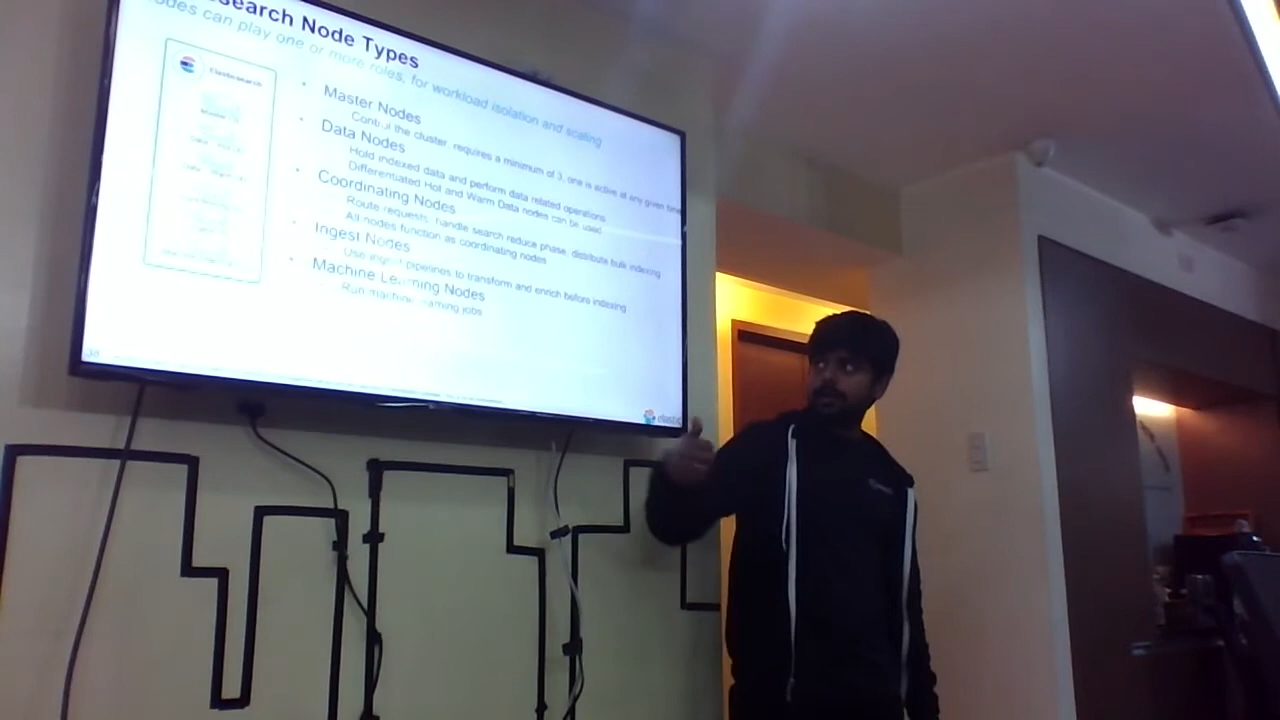 search Node Types
odes can play one or more roles, for workload isolation and scaling
Elasticsearch
Master Nodes
Control the cluster, requires a minimum of 3, one is active at any given time
Data Nodes
Hold indexed data and perform data related operations
Differentiated Hot and Warm Data nodes can be used
Coordinating Nodes
Route requests, handle search reduce phase, distribute bulk indexing
All nodes function as coordinating nodes
Ingest Nodes
Use ingest pipelines to transform and enrich before indexing
Machine Learning Nodes
Run machine learning jobs
elastic